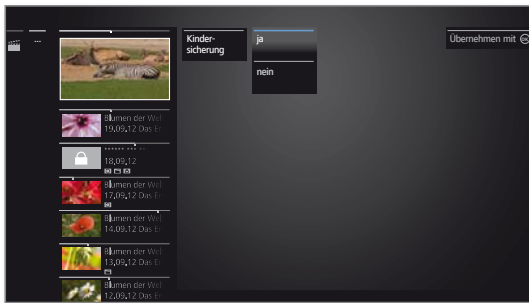 Kinder-
sicherung
ja
nein
Übernehmen mit OK
Blumen der Wel
19.09.12 Das Er
18.09.12
Blumen der Wel
17.09.12 Das Er
Blumen der Wel
14.09.12 Das Er
Blumen der Wel
13.09.12 Das Er
Blumen der Wel
12.09.12 Das Er